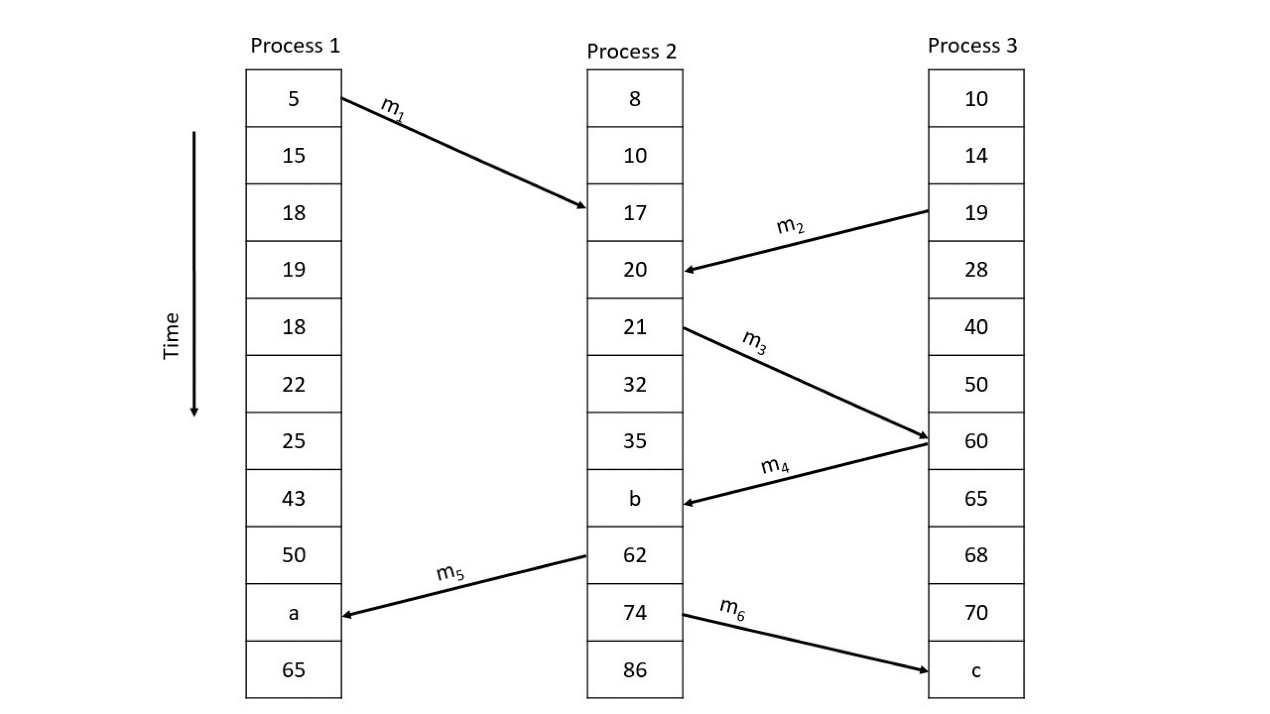 Process 1 Process 2 Process 3
5 m1 8 10
15 10 14
18 17 m2 19
19 20 28
Time 18 21 m3 40
22 32 50
25 35 m4 60
43 b 65
50 m5 62 68
a 74 m6 70
65 86 c